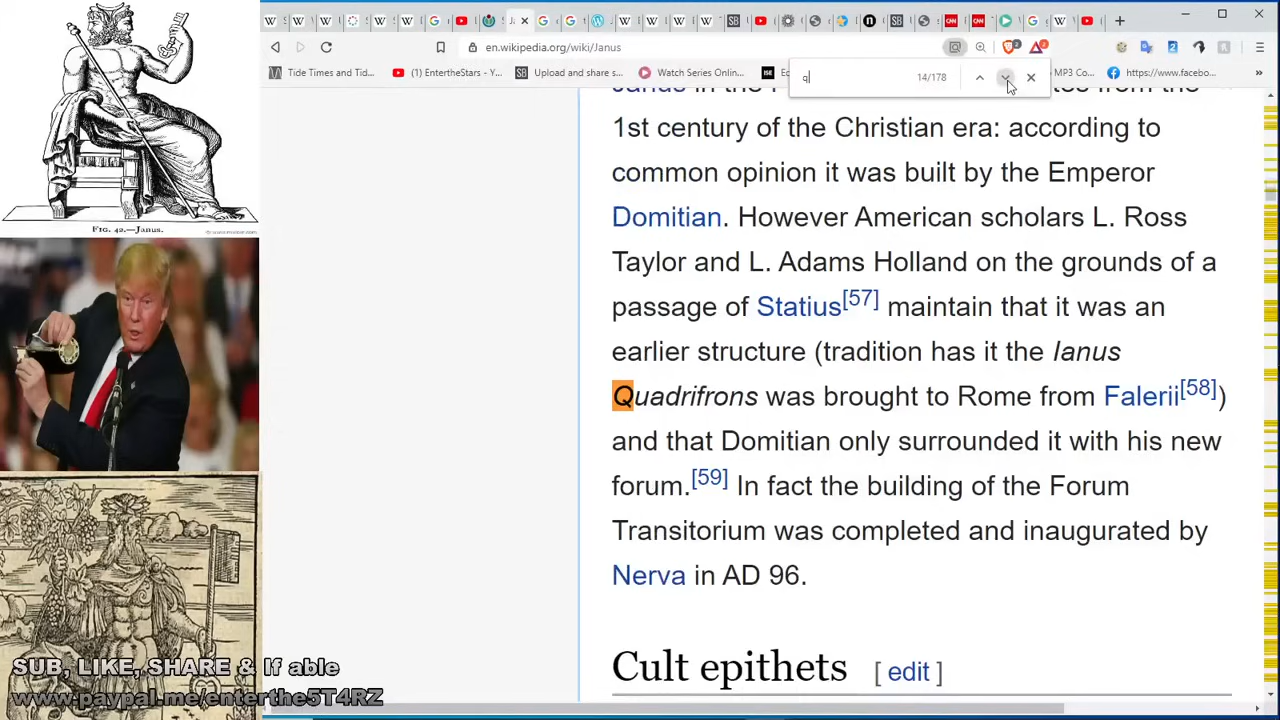 FIG. 42.—Janus.
en.wikipedia.org/wiki/Janus
Tide Times and Tid...
(1) EntertheStars - Y...
Upload and share s...
Watch Series Online...
MP3 Co...
https://www.facebo...
q
14/178
1st century of the Christian era: according to
common opinion it was built by the Emperor
Domitian. However American scholars L. Ross
Taylor and L. Adams Holland on the grounds of a
passage of Statius[57] maintain that it was an
earlier structure (tradition has it the Ianus
Quadrifrons was brought to Rome from Falerii[58])
and that Domitian only surrounded it with his new
forum.[59] In fact the building of the Forum
Transitorium was completed and inaugurated by
Nerva in AD 96.
Cult epithets [ edit ]
SUB, LIKE, SHARE & If able
www.paypal.me/enterthe5T4RZ